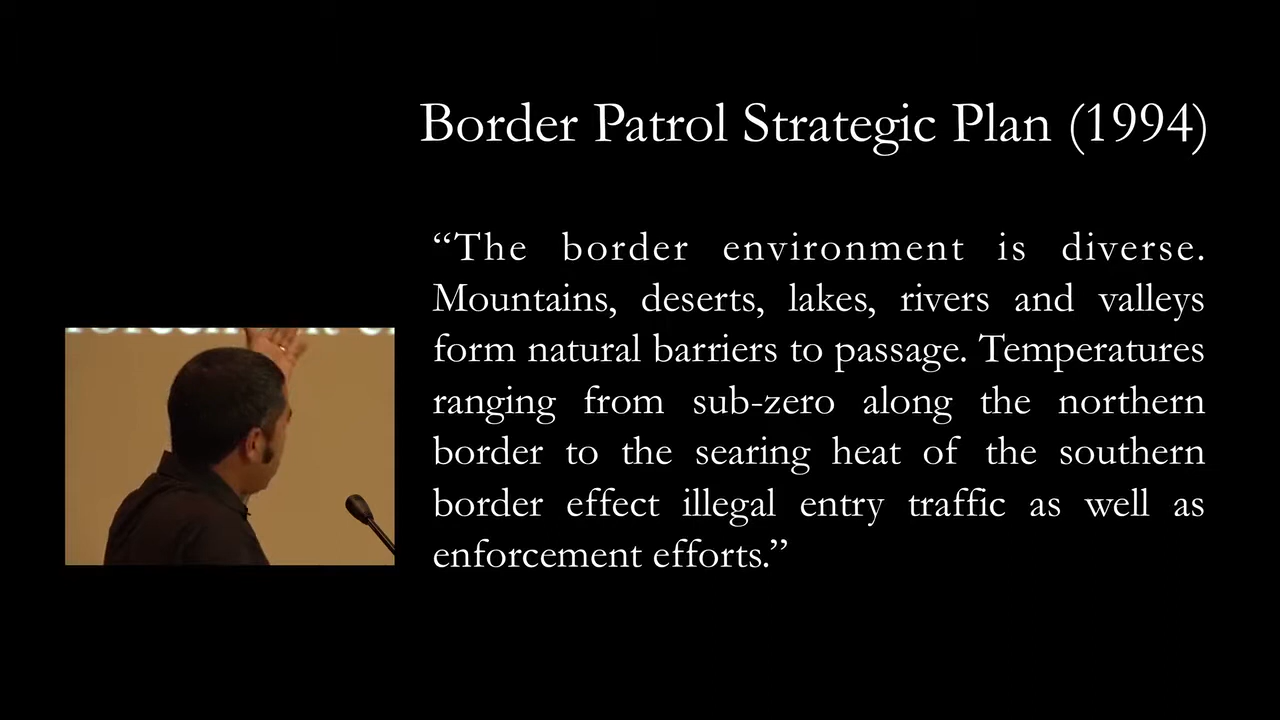 Border Patrol Strategic Plan (1994)
“The border environment is diverse.
Mountains, deserts, lakes, rivers and valleys
form natural barriers to passage. Temperatures
ranging from sub-zero along the northern
border to the searing heat of the southern
border effect illegal entry traffic as well as
enforcement efforts.”